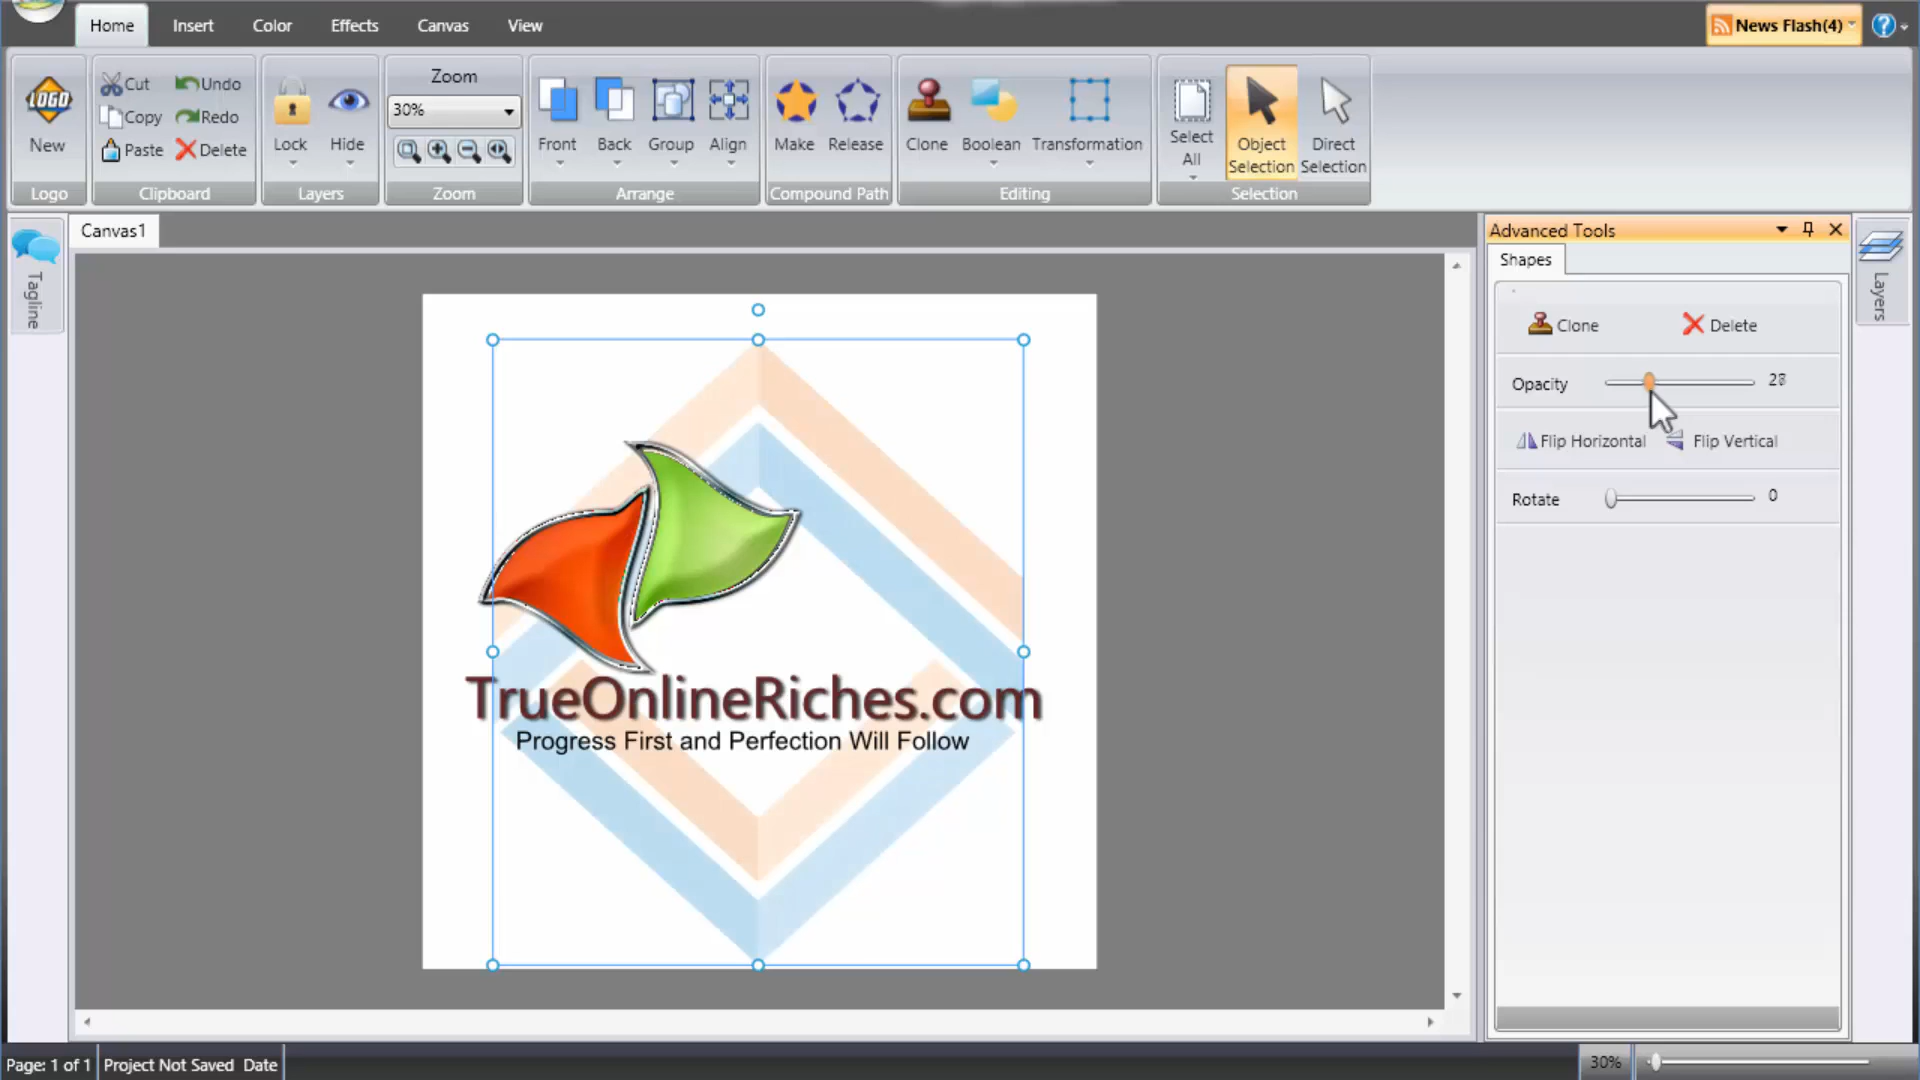 Home Insert Color Effects Canvas View
News Flash(4)
LOGO
New
Logo
Cut Undo
Copy Redo
Paste Delete
Clipboard
Lock Hide
Layers
Zoom
30%
Zoom
Front Back Group Align
Arrange
Make Release
Compound Path
Clone Boolean Transformation
Editing
Select All Object Selection Direct Selection
Selection
Tagline
Canvas1
TrueOnlineRiches.com
Progress First and Perfection Will Follow
Advanced Tools
Shapes
Clone Delete
Opacity
Flip Horizontal Flip Vertical
Rotate 0
Layers
Page: 1 of 1 Project Not Saved Date
30%